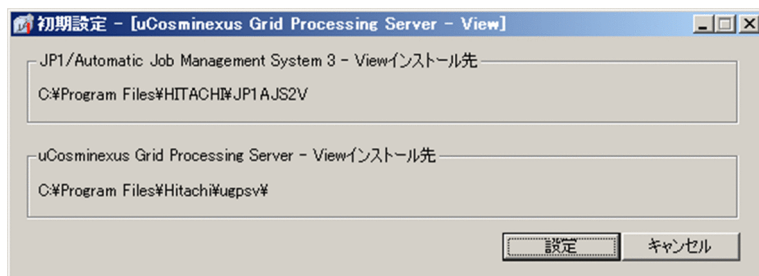 初期設定 - [uCosminexus Grid Processing Server - View]
JP1/Automatic Job Management System 3 - Viewインストール先
C:¥Program Files¥HITACHI¥JP1AJS2V
uCosminexus Grid Processing Server - Viewインストール先
C:¥Program Files¥Hitachi¥ugpsv¥
設定 キャンセル